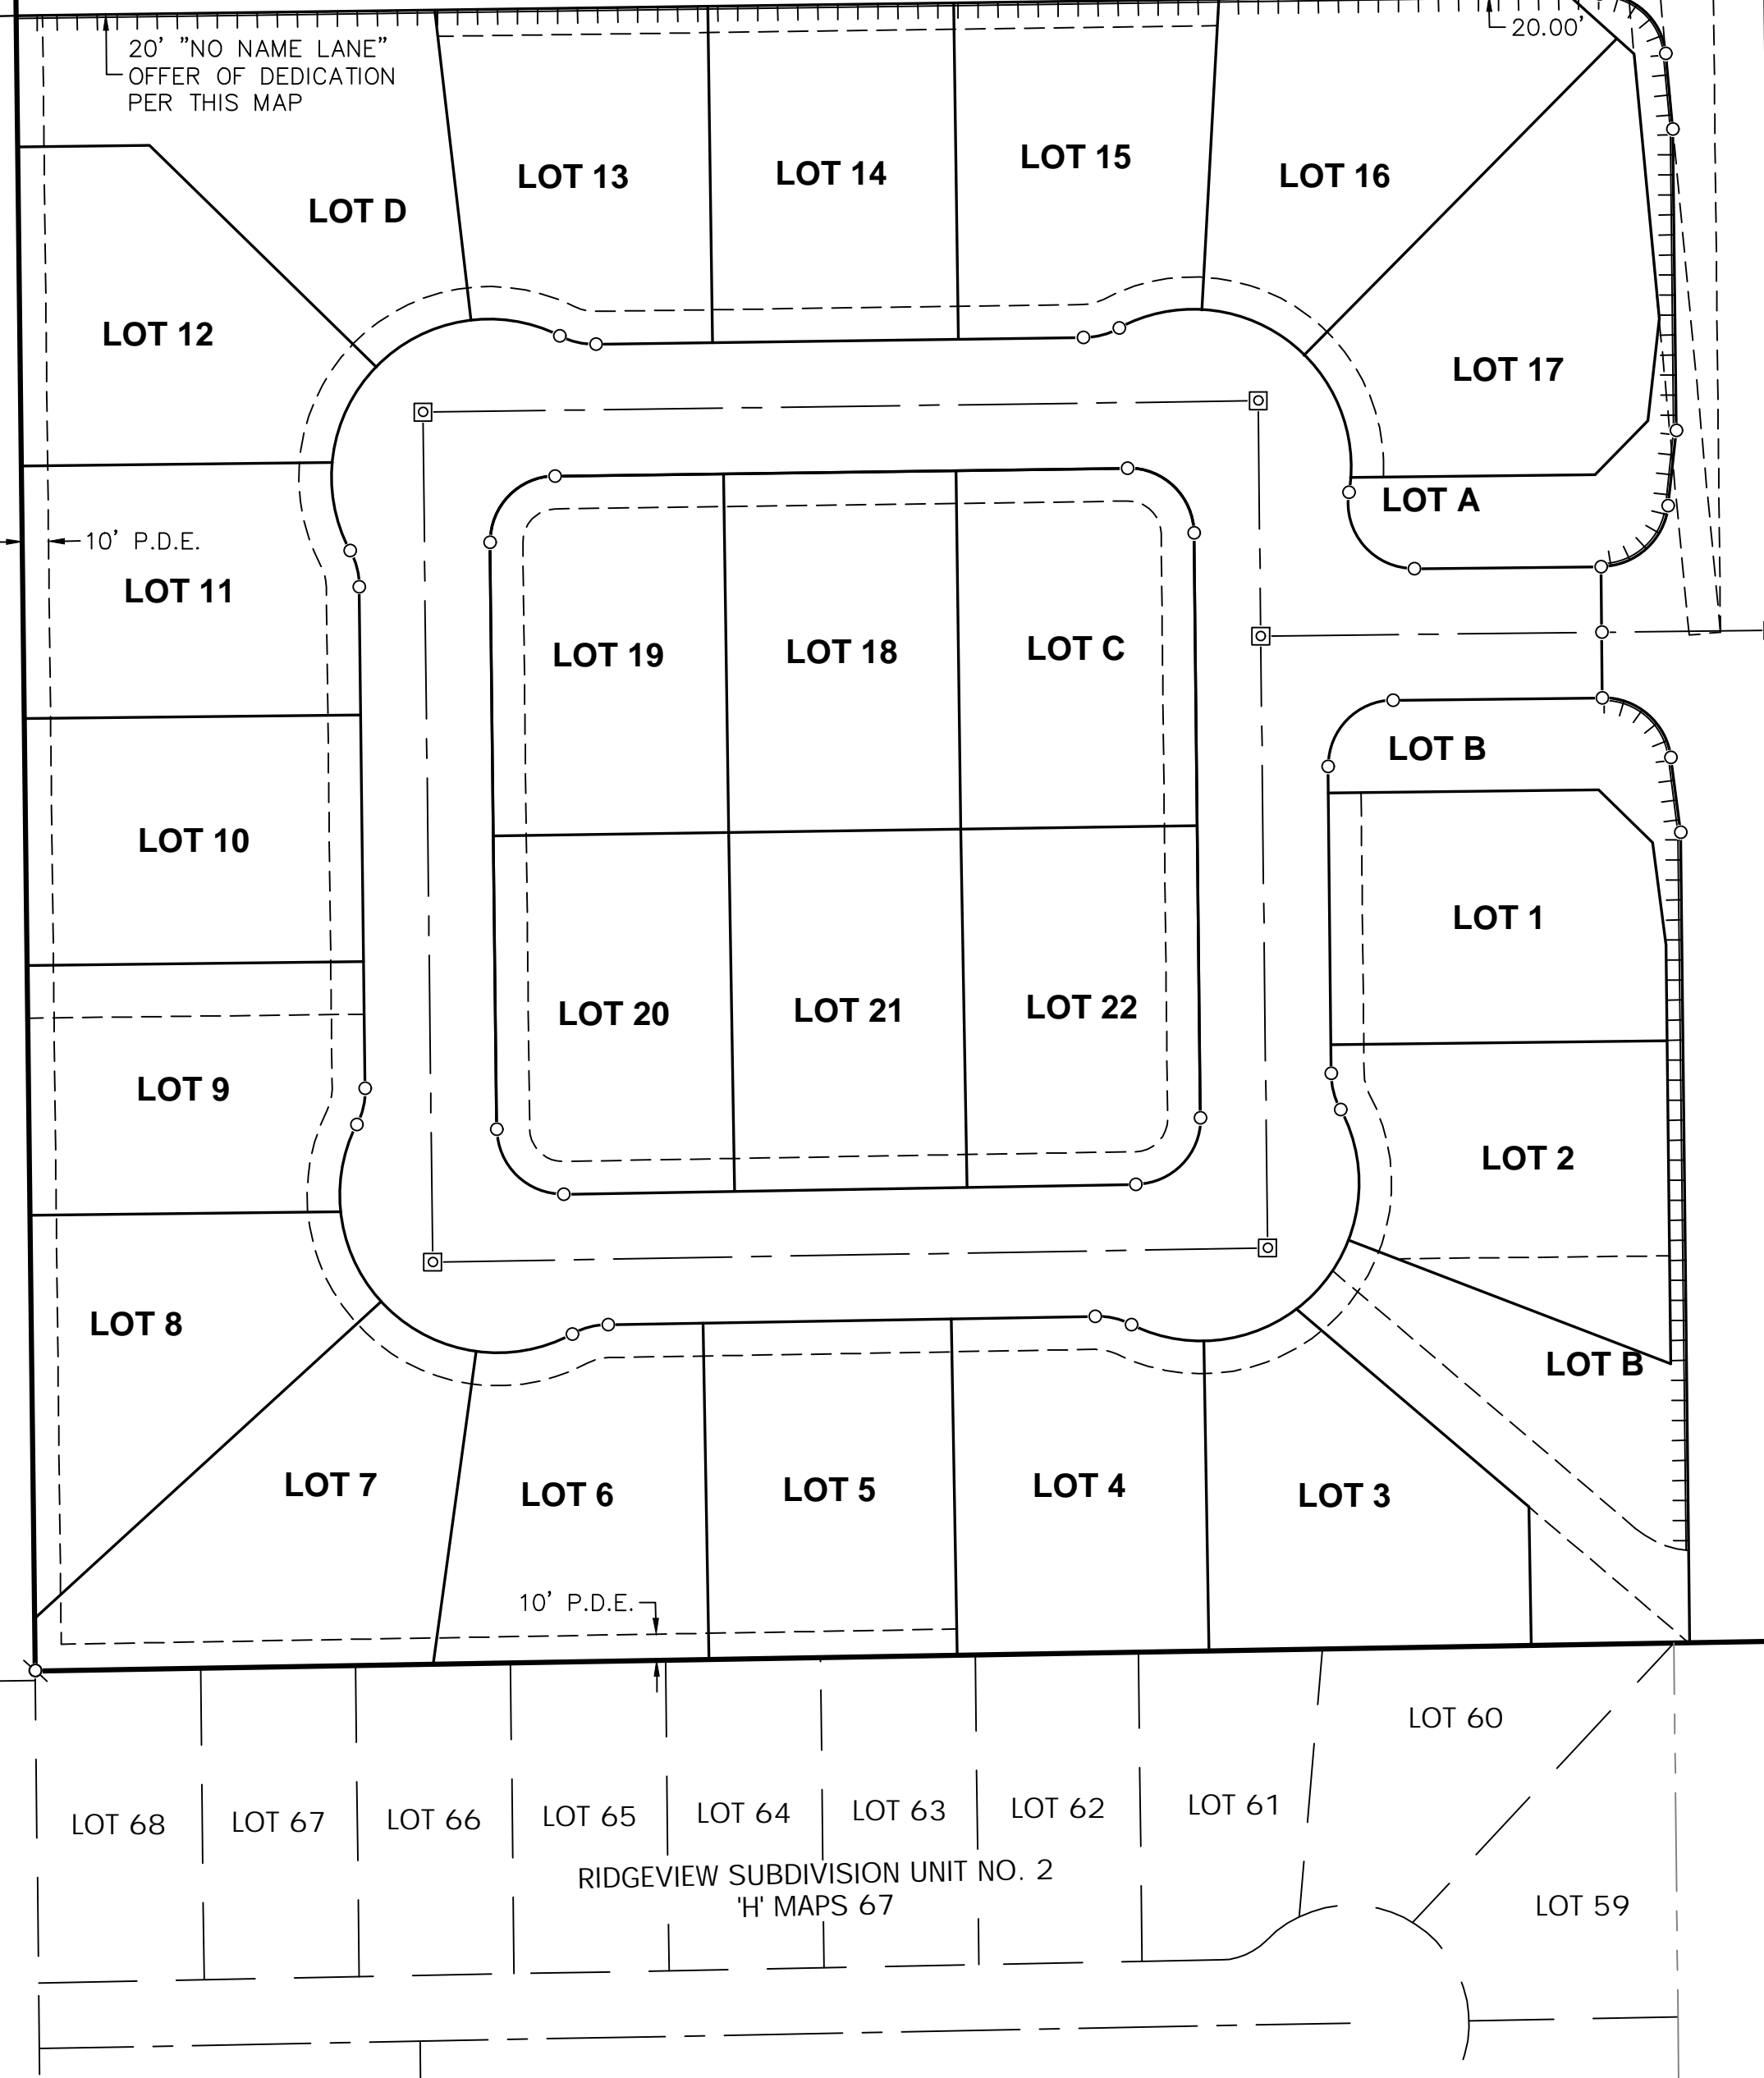 20.00'
20' "NO NAME LANE"
OFFER OF DEDICATION
PER THIS MAP
LOT 13
LOT 14
LOT 15
LOT 16
LOT D
LOT 12
LOT 17
LOT A
10' P.D.E.
LOT 11
LOT 19
LOT 18
LOT C
LOT B
LOT 10
LOT 1
LOT 20
LOT 21
LOT 22
LOT 9
LOT 2
LOT 8
LOT B
LOT 7
LOT 6
LOT 5
LOT 4
LOT 3
10' P.D.E.
LOT 60
LOT 68
LOT 67
LOT 66
LOT 65
LOT 64
LOT 63
LOT 62
LOT 61
RIDGEVIEW SUBDIVISION UNIT NO. 2
'H' MAPS 67
LOT 59